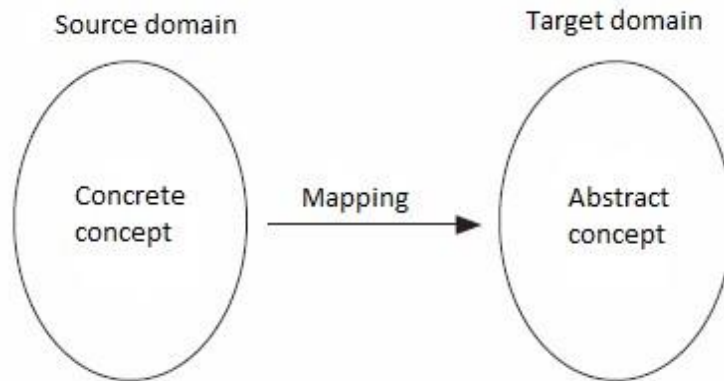 Source domain
Target domain
Concrete
concept
Mapping
Abstract
concept